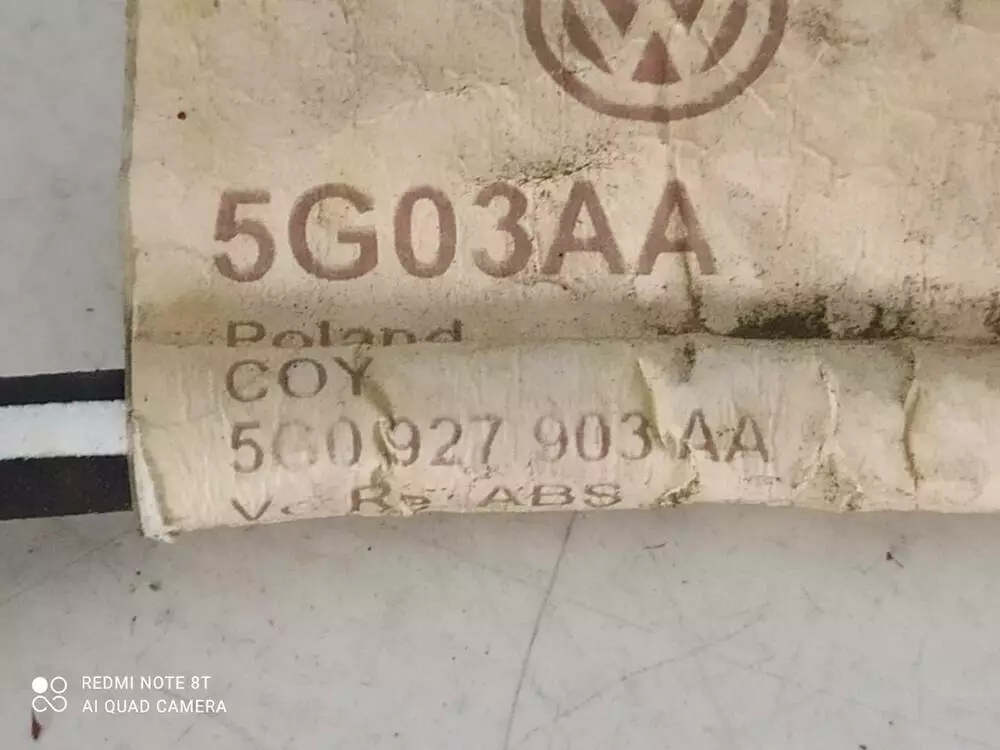 5G03AA
Poland
COY
5G0 927 903 AA
ABS
REDMI NOTE 8T
AI QUAD CAMERA